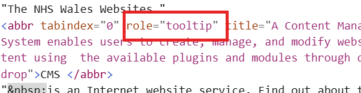 "The NHS Wales Websites "
<abbr tabindex="0" role="tooltip" title="A Content Mana
System enables users to create, manage, and modify webs
tent using  the available plugins and modules through d
drop">CMS </abbr>
"&nbsp;is an Internet website service. Find out about t